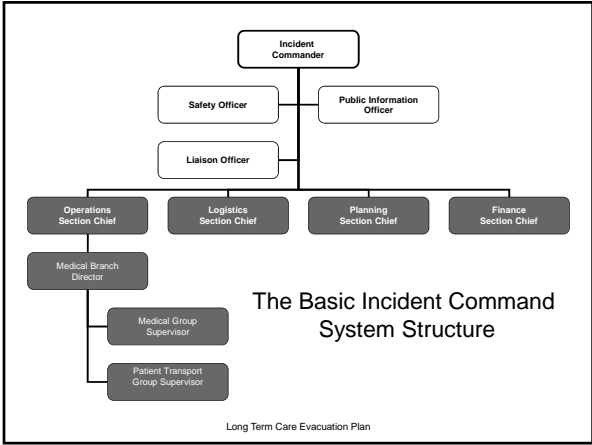 Incident
Commander
Safety Officer
Public Information
Officer
Liaison Officer
Operations
Section Chief
Logistics
Section Chief
Planning
Section Chief
Finance
Section Chief
Medical Branch
Director
Medical Group
Supervisor
Patient Transport
Group Supervisor
The Basic Incident Command
System Structure
Long Term Care Evacuation Plan